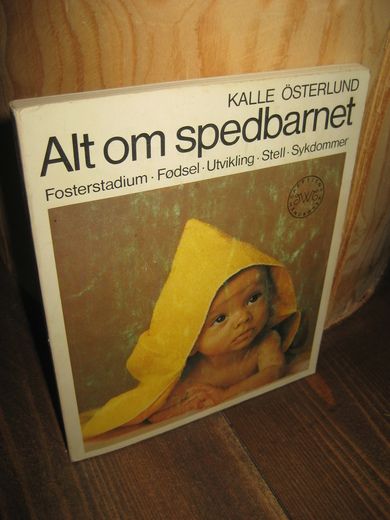 KALLE ÖSTERLUND
Alt om spedbarnet
Fosterstadium · Fødsel · Utvikling · Stell · Sykdommer